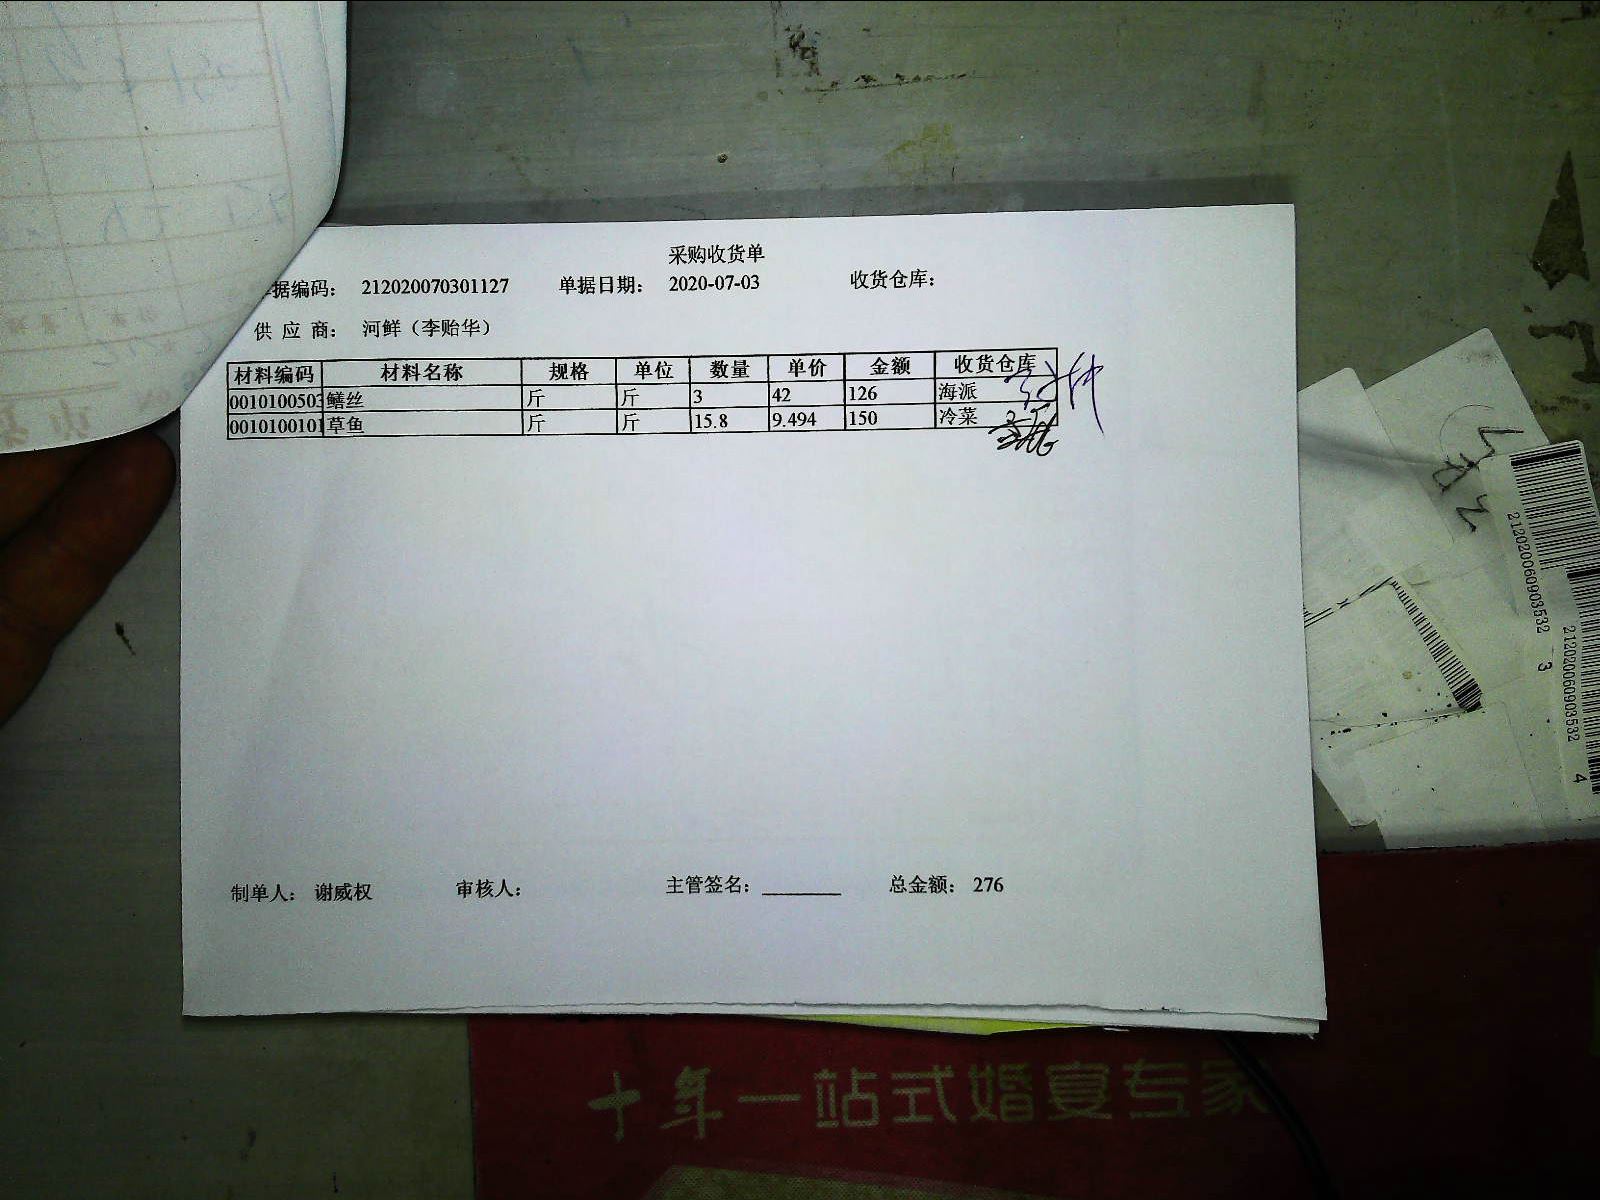 采购收货单
据编码： 212020070301127 单据日期： 2020-07-03 收货仓库：
供应商： 河鲜（李贻华）
材料编码 材料名称 规格 单位 数量 单价 金额 收货仓库
0010100503 鳝丝 斤 斤 3 42 126 海派
0010100101 草鱼 斤 斤 15.8 9.494 150 冷菜
制单人： 谢威权 审核人： 主管签名： 总金额： 276
212020060903532 3
212020060903532 4
十年一站式婚宴专家